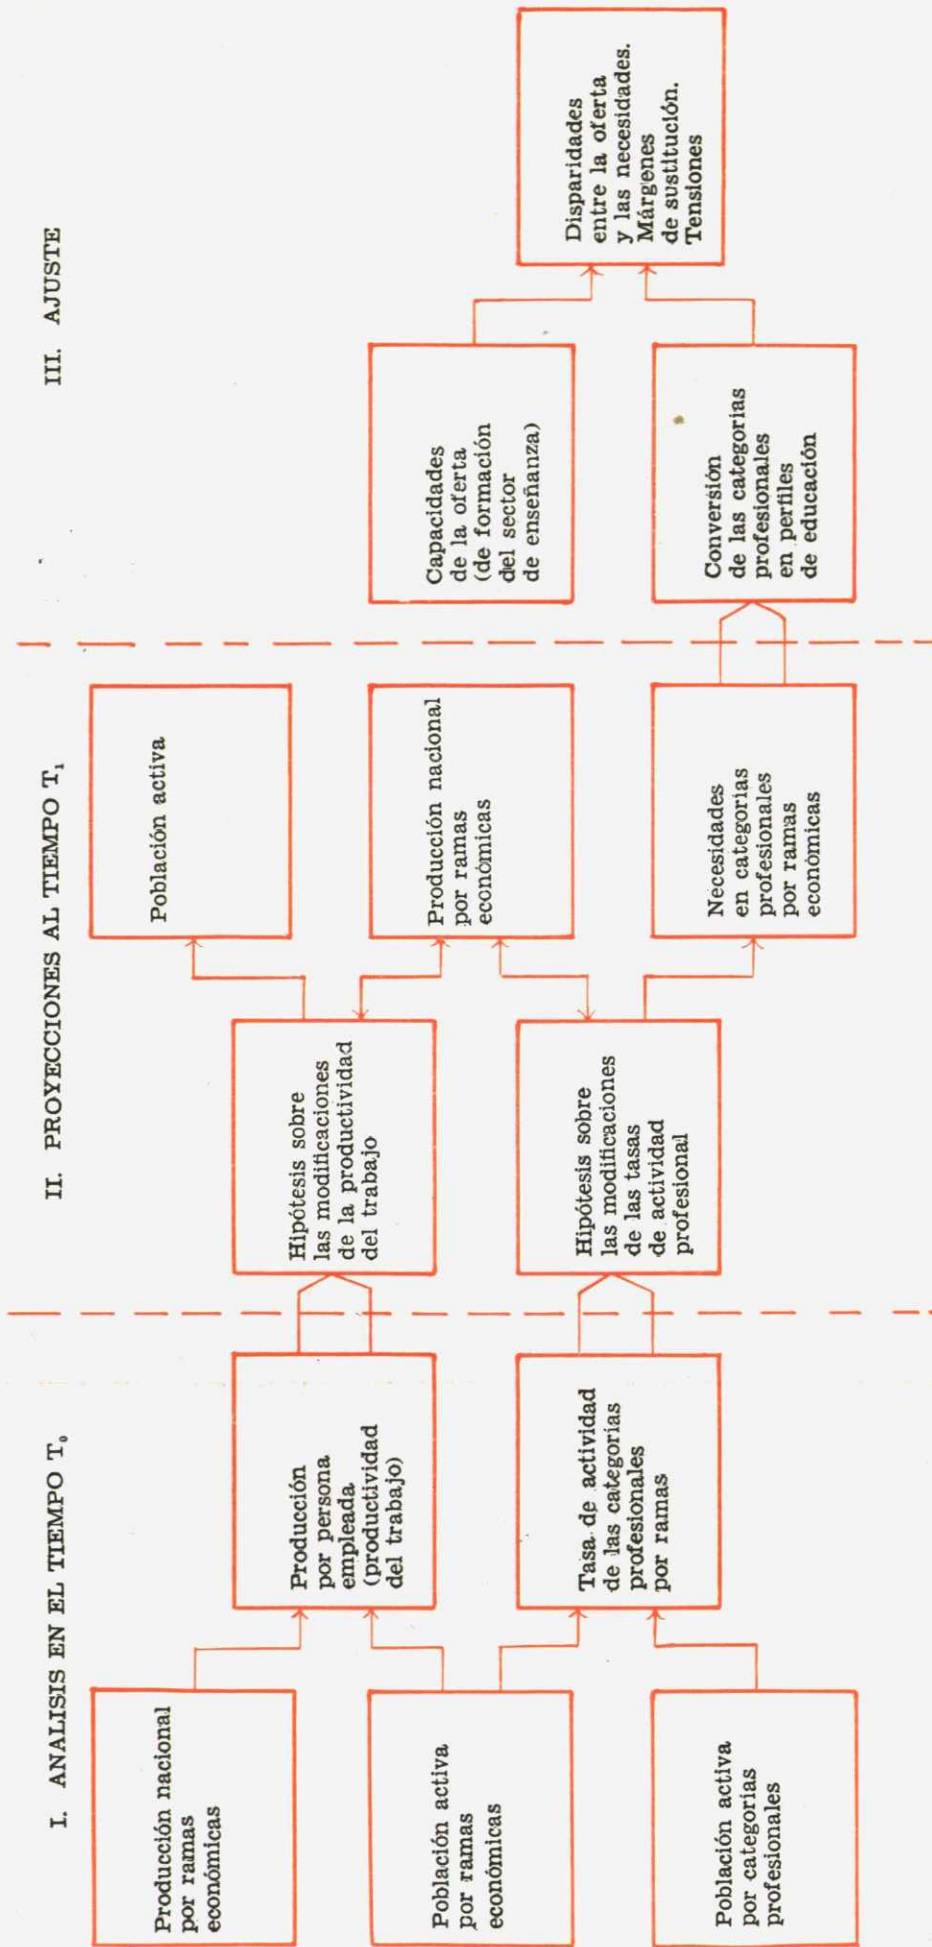 I. ANALISIS EN EL TIEMPO T₀
Producción nacional
por ramas
económicas
Población activa
por ramas
económicas
Población activa
por categorias
profesionales
Producción
por persona
empleada
(productividad
del trabajo)
Tasa de actividad
de las categorias
profesionales
por ramas
II. PROYECCIONES AL TIEMPO T₁
Hipótesis sobre
las modificaciones
de la productividad
del trabajo
Hipótesis sobre
las modificaciones
de las tasas
de actividad
profesional
Población activa
Producción nacional
por ramas
económicas
Necesidades
en categorias
profesionales
por ramas
económicas
III. AJUSTE
Capacidades
de la oferta
(de formación
del sector
de enseñanza)
Conversión
de las categorias
profesionales
en perfiles
de educación
Disparidades
entre la oferta
y las necesidades.
Márgenes
de sustitución.
Tensiones